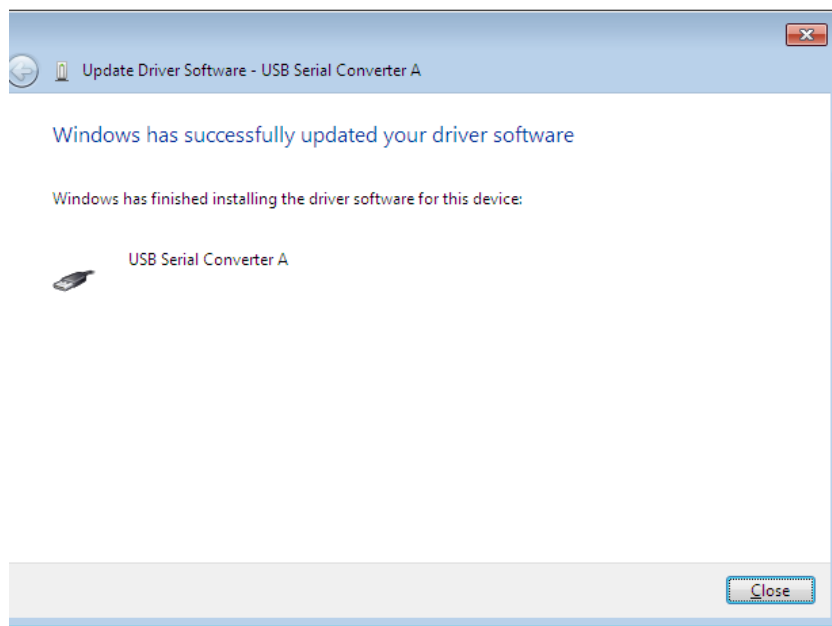 Update Driver Software - USB Serial Converter A
Windows has successfully updated your driver software
Windows has finished installing the driver software for this device:
USB Serial Converter A
Close